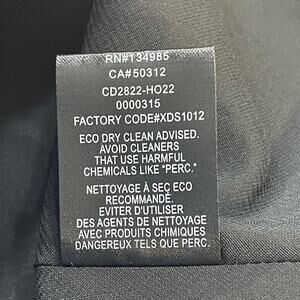 RN#134985
CA#50312
CD2822-HO22
0000315
FACTORY CODE#XDS1012
ECO DRY CLEAN ADVISED.
AVOID CLEANERS
THAT USE HARMFUL
CHEMICALS LIKE "PERC."
NETTOYAGE À SEC ECO
RECOMMANDÉ.
EVITER D'UTILISER
DES AGENTS DE NETTOYAGE
AVEC PRODUITS CHIMIQUES
DANGEREUX TELS QUE PERC.